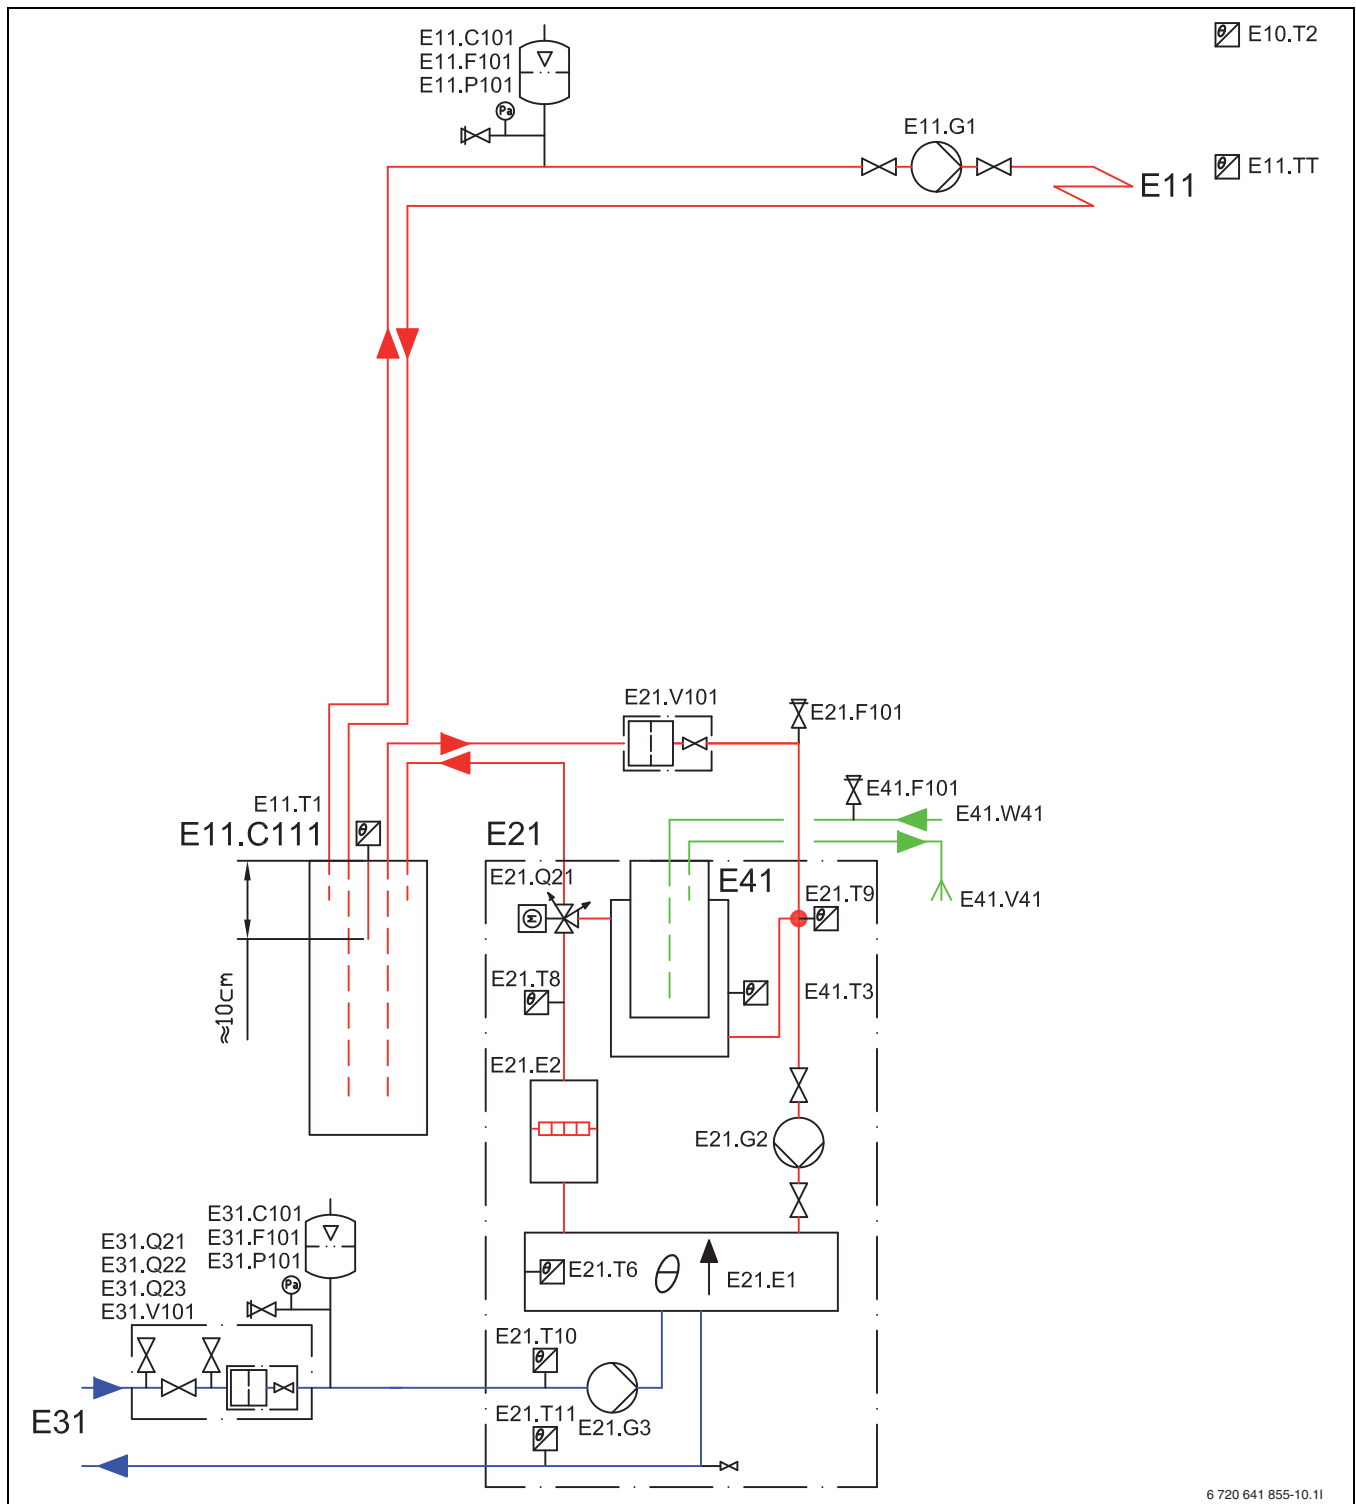 E11.C101
E11.F101
E11.P101
Pa
E11.G1
θ E10.T2
θ E11.TT
E11
E21.V101
E21.F101
E11.T1
E11.C111
θ
E21
E41.F101
E41.W41
E21.Q21
E41
E21.T9
E41.V41
M
θ
E21.T8
θ
θ
E41.T3
≈10cm
E21.E2
E21.G2
E31.C101
E31.F101
E31.P101
Pa
E31.Q21
E31.Q22
E31.Q23
E31.V101
θ E21.T6
θ
E21.E1
E21.T10
θ
E31
E21.T11
θ
E21.G3
6 720 641 855-10.1I